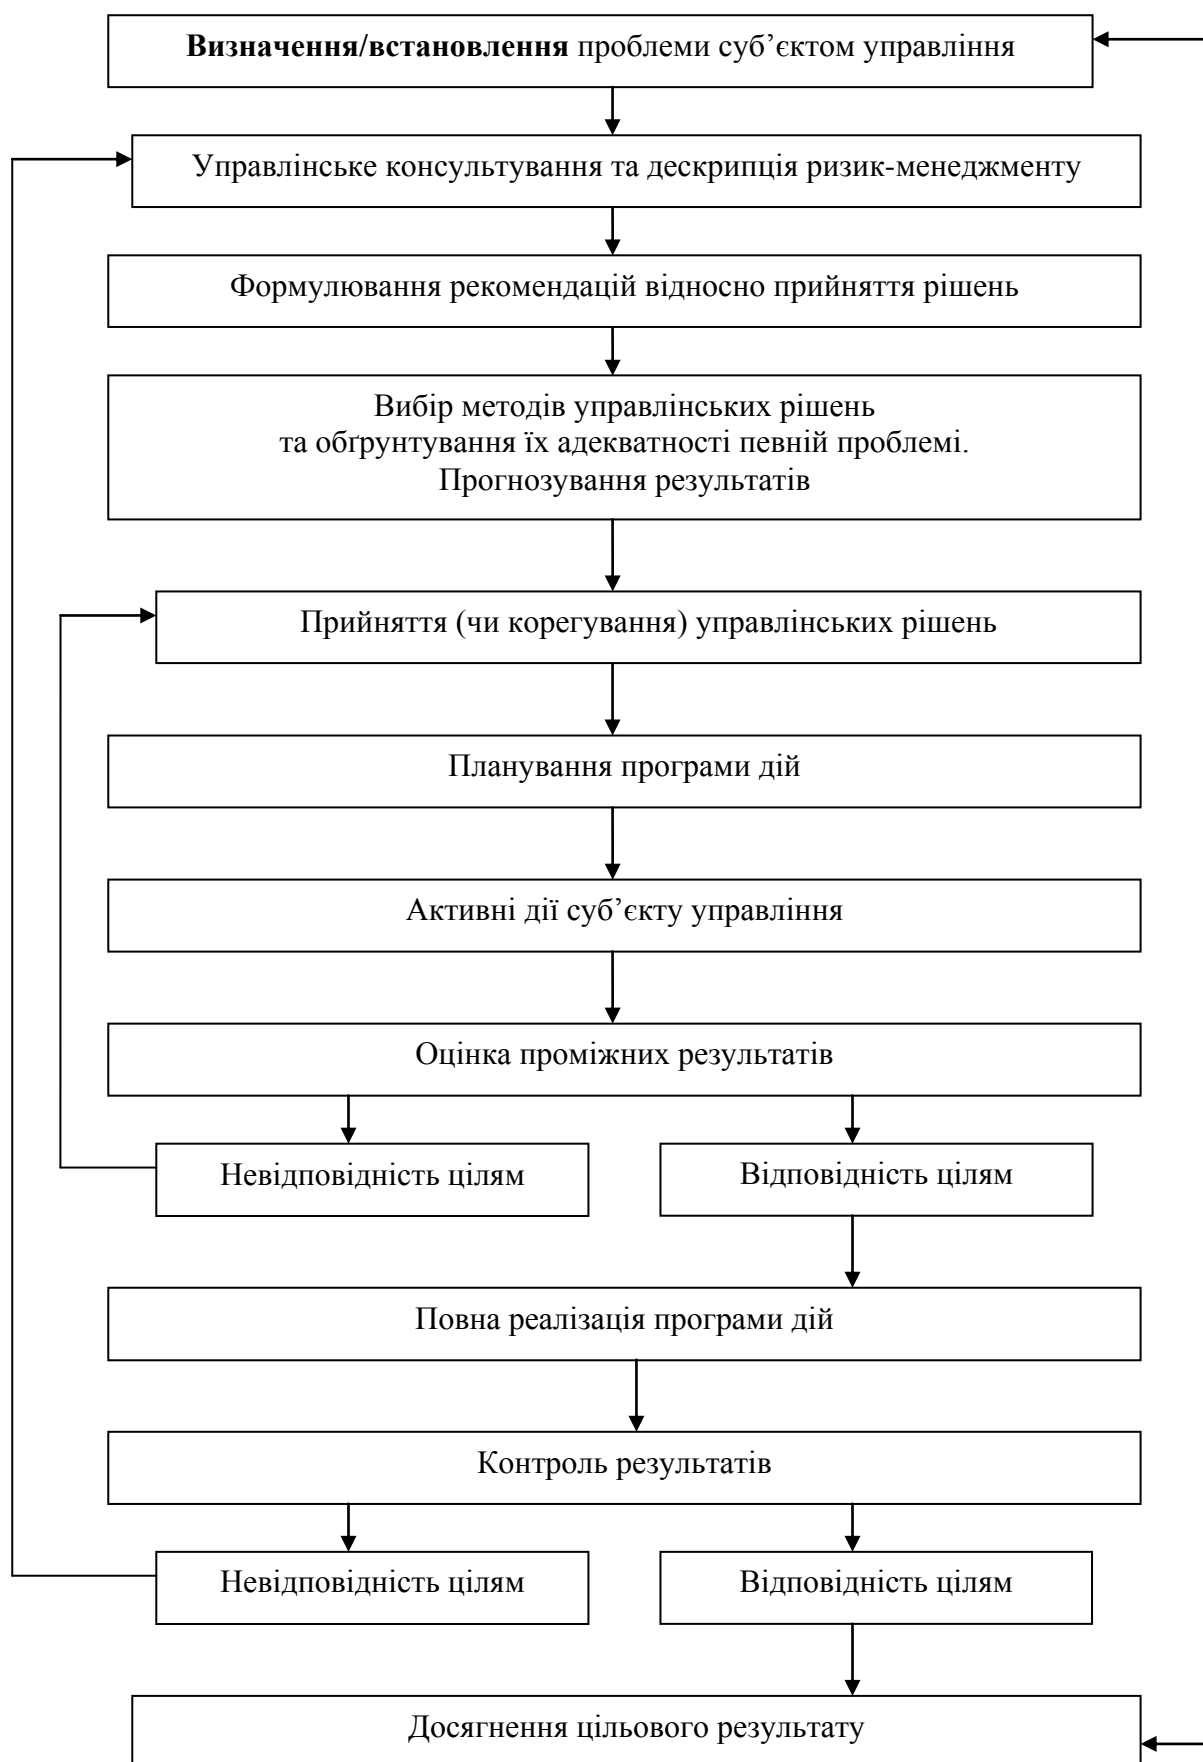 Визначення/встановлення проблеми суб’єктом управління
Управлінське консультування та дескрипція ризик-менеджменту
Формулювання рекомендацій відносно прийняття рішень
Вибір методів управлінських рішень
та обґрунтування їх адекватності певній проблемі.
Прогнозування результатів
Прийняття (чи корегування) управлінських рішень
Планування програми дій
Активні дії суб’єкту управління
Оцінка проміжних результатів
Невідповідність цілям
Відповідність цілям
Повна реалізація програми дій
Контроль результатів
Невідповідність цілям
Відповідність цілям
Досягнення цільового результату